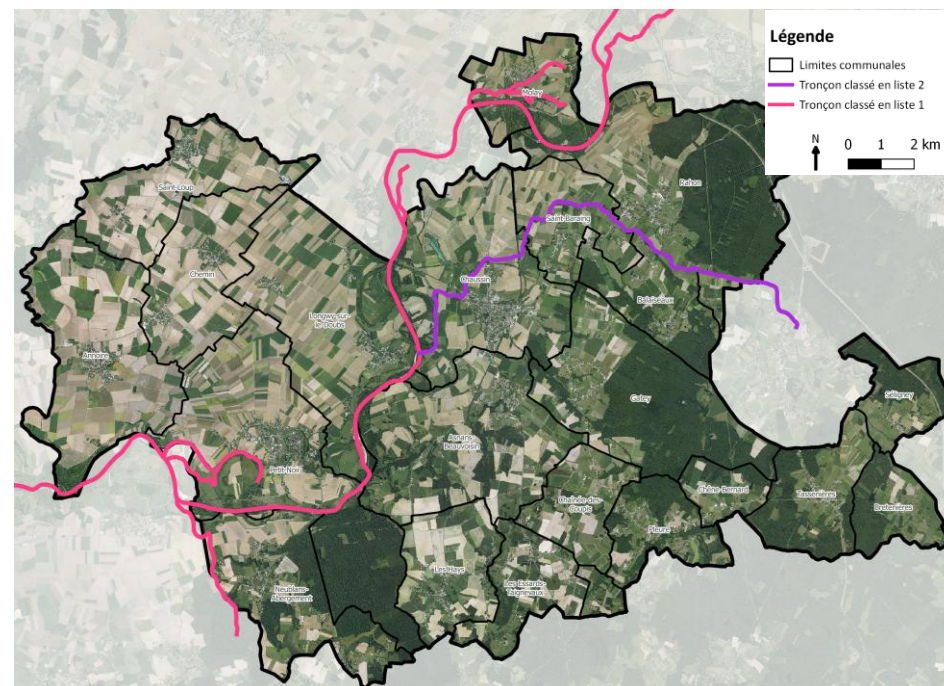 Légende
Limites communales
Tronçon classé en liste 2
Tronçon classé en liste 1
N
0 1 2 km
Molay
Rahon
Saint-Loup
Saint-Baraing
Chemin
Chaussin
Balaiseaux
Longwy-sur-
le-Doubs
Annoire
Séligney
Gatey
Asnans-
Beauvoisin
Petit-Noir
Chêne-Bernard
Chaînée-des-
Coupis
Tassenières
Bretenières
Pleure
Les Hays
Les Essards-
Taignevaux
Neublans-
Abergement